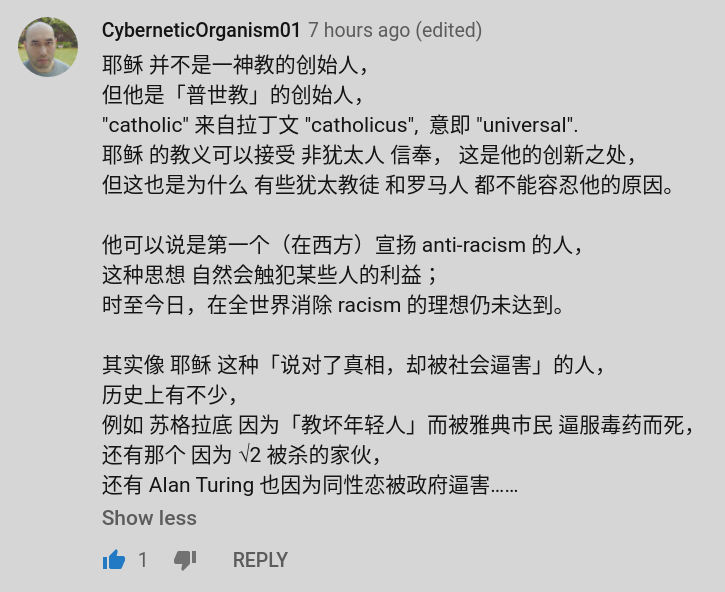 CyberneticOrganism01 7 hours ago (edited)
耶稣 并不是一神教的创始人，
但他是「普世教」的创始人，
"catholic" 来自拉丁文 "catholicus", 意即 "universal".
耶稣 的教义可以接受 非犹太人 信奉， 这是他的创新之处，
但这也是为什么 有些犹太教徒 和罗马人 都不能容忍他的原因。
他可以说是第一个（在西方）宣扬 anti-racism 的人，
这种思想 自然会触犯某些人的利益；
时至今日，在全世界消除 racism 的理想仍未达到。
其实像 耶稣 这种「说对了真相，却被社会逼害」的人，
历史上有不少，
例如 苏格拉底 因为「教坏年轻人」而被雅典市民 逼服毒药而死，
还有那个 因为 √2 被杀的家伙，
还有 Alan Turing 也因为同性恋被政府逼害……
Show less
1 REPLY